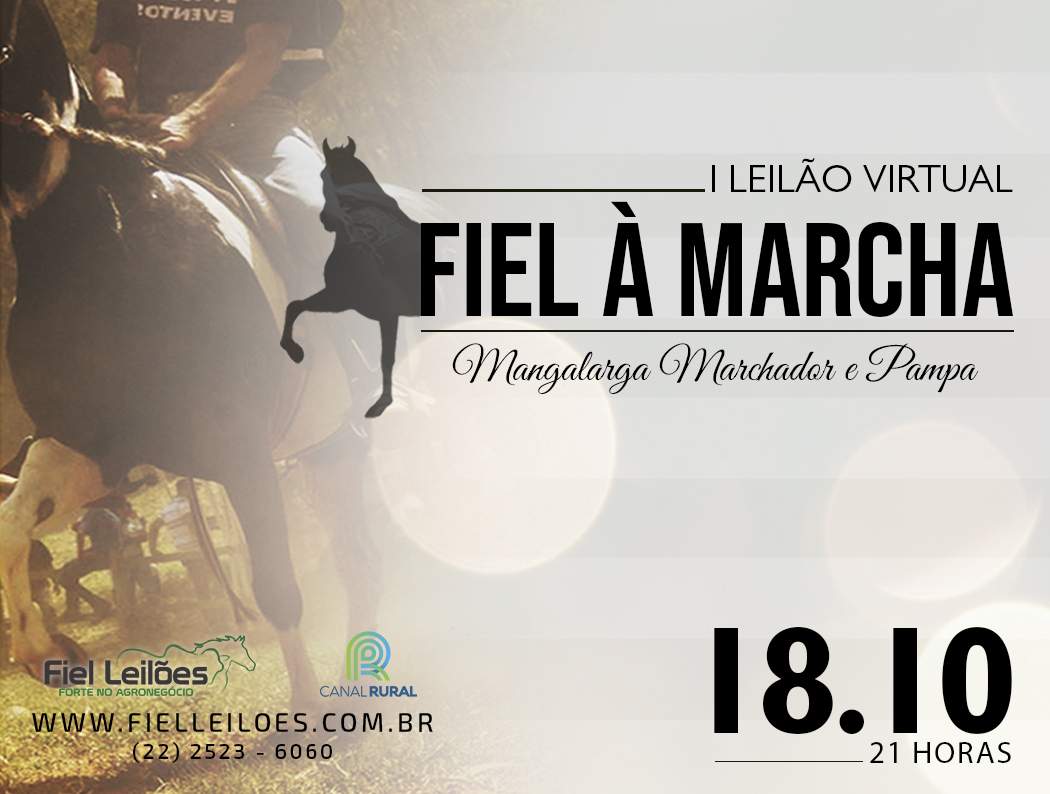 EVENTOS
I LEILÃO VIRTUAL
FIEL À MARCHA
Mangalarga Marchador e Pampa
Fiel Leilões
FORTE NO AGRONEGÓCIO
CANAL RURAL
WWW.FIELLEILOES.COM.BR
(22) 2523 - 6060
18.10
21 HORAS